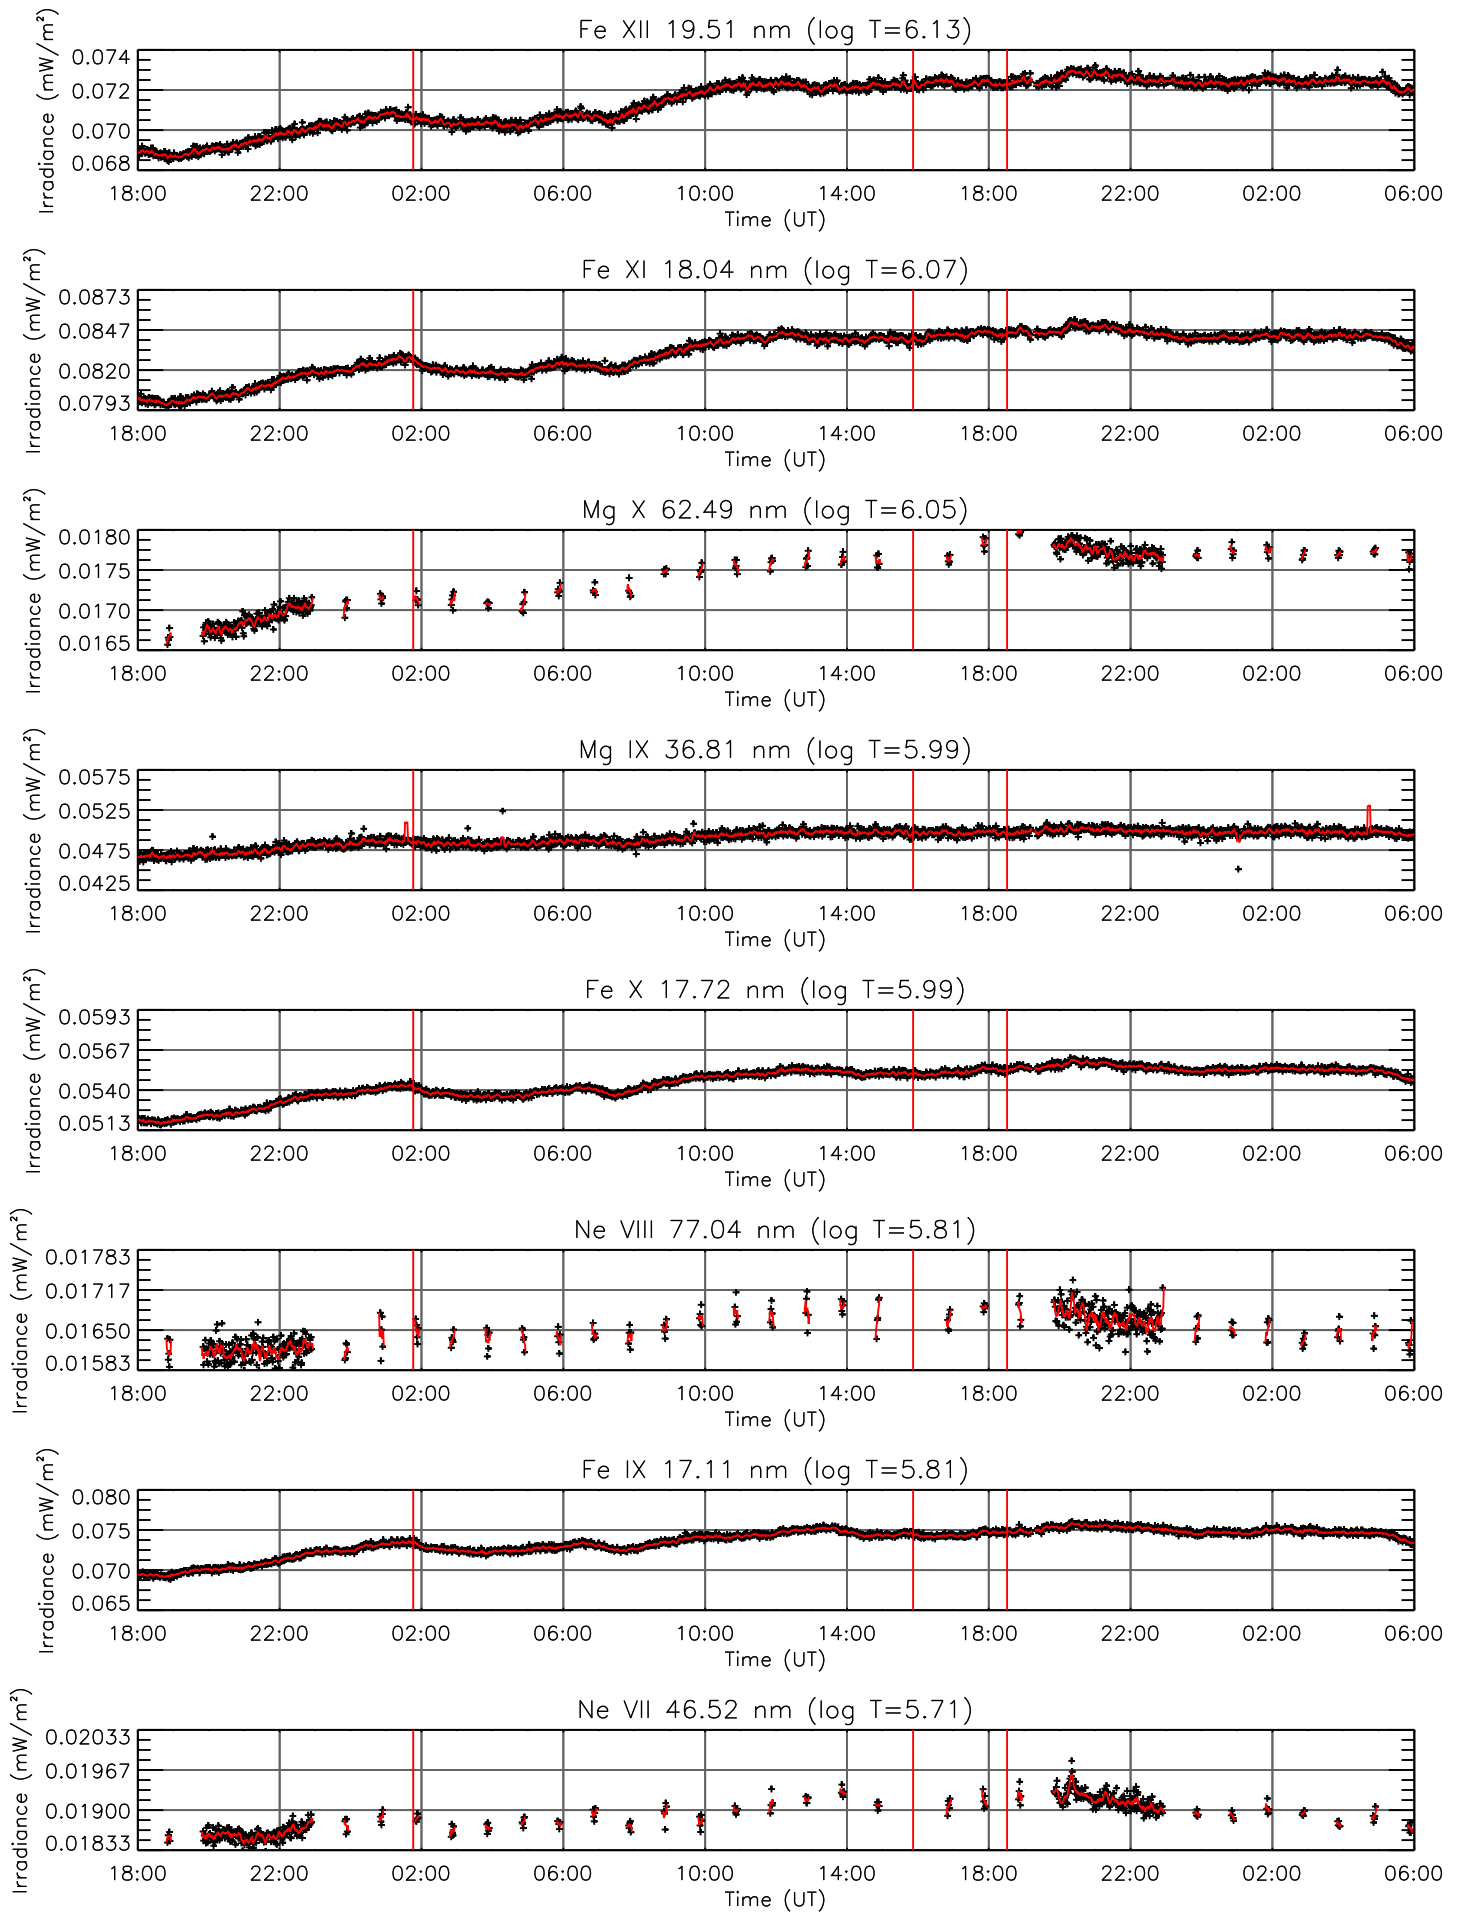 Fe XII 19.51 nm (log T=6.13)
Irradiance (mW/m²)
0.074
0.072
0.070
0.068
18:00 22:00 02:00 06:00 10:00 14:00 18:00 22:00 02:00 06:00
Time (UT)
Fe XI 18.04 nm (log T=6.07)
Irradiance (mW/m²)
0.0873
0.0847
0.0820
0.0793
18:00 22:00 02:00 06:00 10:00 14:00 18:00 22:00 02:00 06:00
Time (UT)
Mg X 62.49 nm (log T=6.05)
Irradiance (mW/m²)
0.0180
0.0175
0.0170
0.0165
18:00 22:00 02:00 06:00 10:00 14:00 18:00 22:00 02:00 06:00
Time (UT)
Mg IX 36.81 nm (log T=5.99)
Irradiance (mW/m²)
0.0575
0.0525
0.0475
0.0425
18:00 22:00 02:00 06:00 10:00 14:00 18:00 22:00 02:00 06:00
Time (UT)
Fe X 17.72 nm (log T=5.99)
Irradiance (mW/m²)
0.0593
0.0567
0.0540
0.0513
18:00 22:00 02:00 06:00 10:00 14:00 18:00 22:00 02:00 06:00
Time (UT)
Ne VIII 77.04 nm (log T=5.81)
Irradiance (mW/m²)
0.01783
0.01717
0.01650
0.01583
18:00 22:00 02:00 06:00 10:00 14:00 18:00 22:00 02:00 06:00
Time (UT)
Fe IX 17.11 nm (log T=5.81)
Irradiance (mW/m²)
0.080
0.075
0.070
0.065
18:00 22:00 02:00 06:00 10:00 14:00 18:00 22:00 02:00 06:00
Time (UT)
Ne VII 46.52 nm (log T=5.71)
Irradiance (mW/m²)
0.02033
0.01967
0.01900
0.01833
18:00 22:00 02:00 06:00 10:00 14:00 18:00 22:00 02:00 06:00
Time (UT)